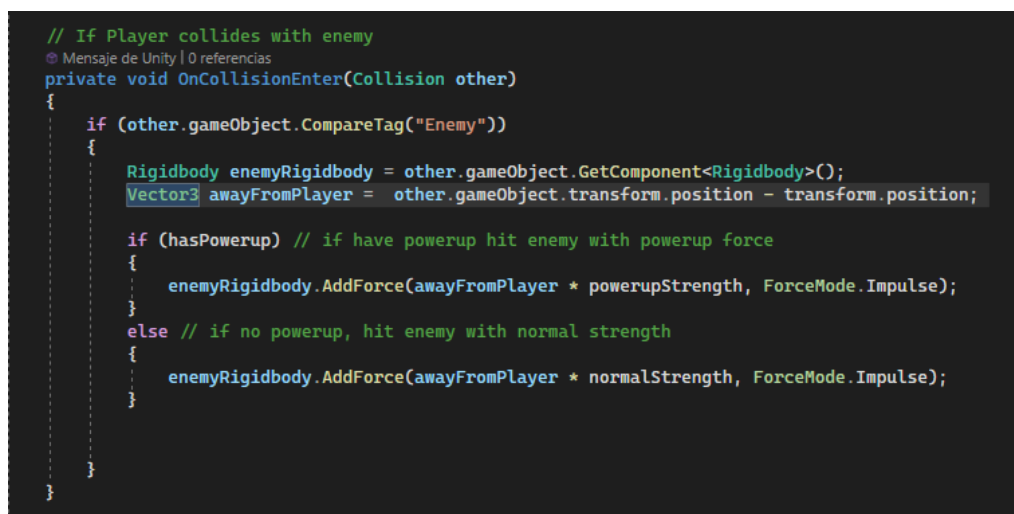 // If Player collides with enemy
Mensaje de Unity | 0 referencias
private void OnCollisionEnter(Collision other)
{
if (other.gameObject.CompareTag("Enemy"))
{
Rigidbody enemyRigidbody = other.gameObject.GetComponent<Rigidbody>();
Vector3 awayFromPlayer =  other.gameObject.transform.position - transform.position;
if (hasPowerup) // if have powerup hit enemy with powerup force
{
enemyRigidbody.AddForce(awayFromPlayer * powerupStrength, ForceMode.Impulse);
}
else // if no powerup, hit enemy with normal strength
{
enemyRigidbody.AddForce(awayFromPlayer * normalStrength, ForceMode.Impulse);
}
}
}